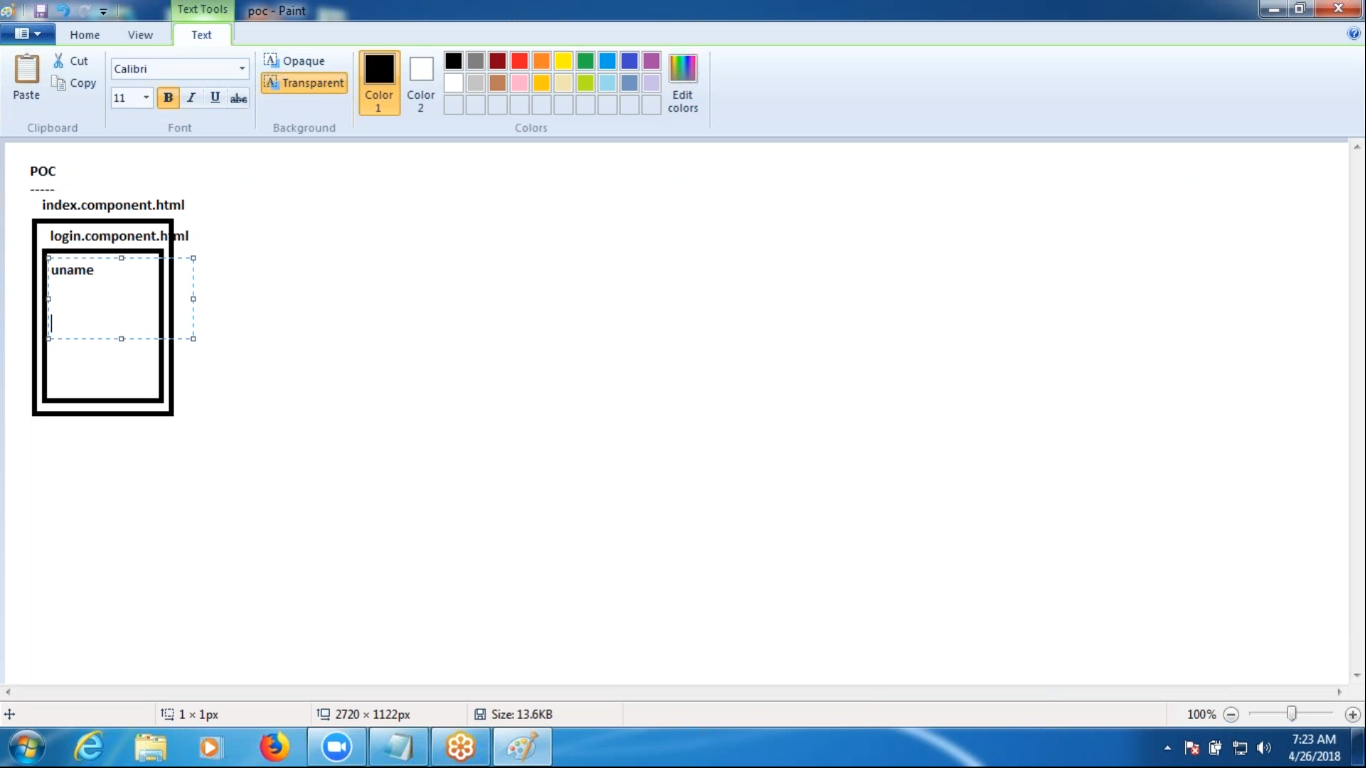 Text Tools
poc - Paint
Home
View
Text
Paste
Cut
Copy
Clipboard
Calibri
11
B I U abc
Font
Opaque
Transparent
Background
Color 1
Color 2
Edit colors
Colors
POC
-----
index.component.html
login.component.html
uname
1 × 1px
2720 × 1122px
Size: 13.6KB
100%
7:23 AM
4/26/2018